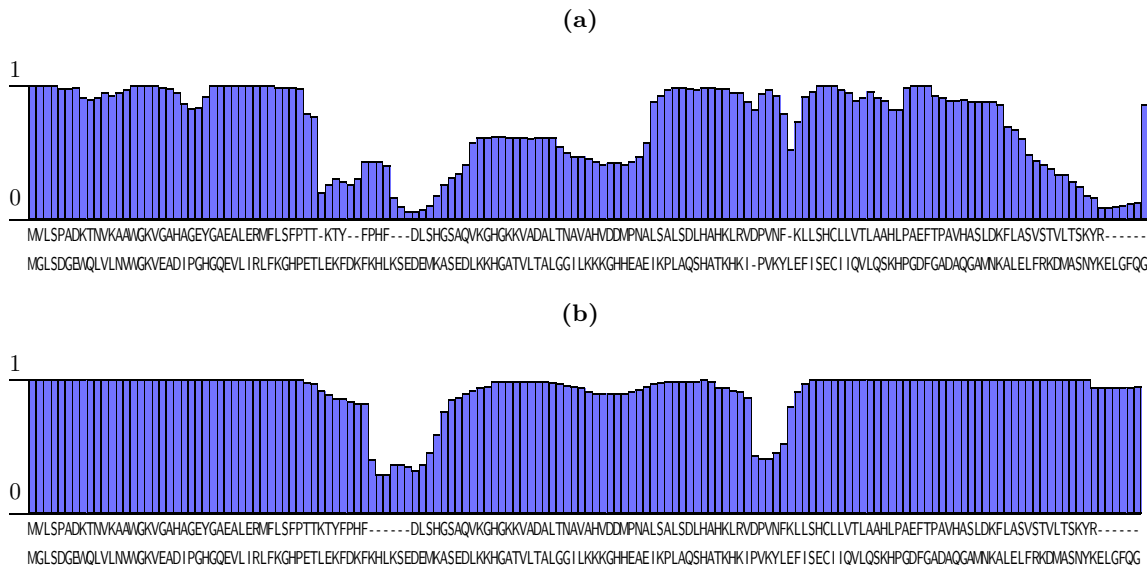 (a)
1
0
MVLSPADKTNVKAAWGKVGAHAGEYGAEALERMFLSFPTT-KTY--FPHF---DLSHGSAQVKGHGKKVADALTNAVAHVDDMPNALSALSDLHAHKLRVDPVNF-KLLSHCLLVTLAAHLPAEFTPAVHASLDKFLASVSTVLTSKYR------
MGLSDGEWQLVLNVWGKVEADIPGHGQEVLIRLFKGHPETLEKFDKFKHLKSEDEMKASEDLKKHGATVLTALGGILKKKGHHEAEIKPLAQSHATKHKI-PVKYLEFISECIIQVLQSKHPGDFGADAQGAMNKALELFRKDMASNYKELGFQG
(b)
1
0
MVLSPADKTNVKAAWGKVGAHAGEYGAEALERMFLSFPTTKTYFPHF------DLSHGSAQVKGHGKKVADALTNAVAHVDDMPNALSALSDLHAHKLRVDPVNFKLLSHCLLVTLAAHLPAEFTPAVHASLDKFLASVSTVLTSKYR------
MGLSDGEWQLVLNVWGKVEADIPGHGQEVLIRLFKGHPETLEKFDKFKHLKSEDEMKASEDLKKHGATVLTALGGILKKKGHHEAEIKPLAQSHATKHKIPVKYLEFISECIIQVLQSKHPGDFGADAQGAMNKALELFRKDMASNYKELGFQG